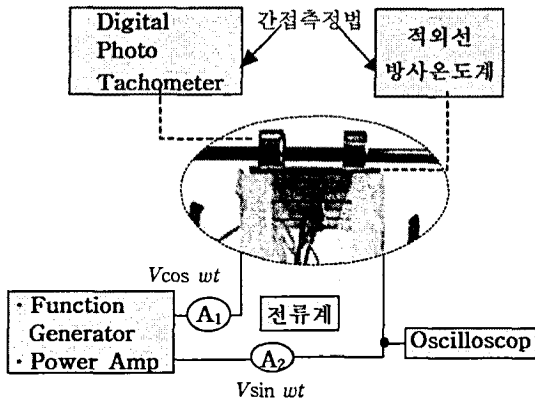 Digital
Photo
Tachometer
간접측정법
적외선
방사온도계
Vcos wt
· Function
Generator
· Power Amp
A1
전류계
A2
Oscilloscop
Vsin wt